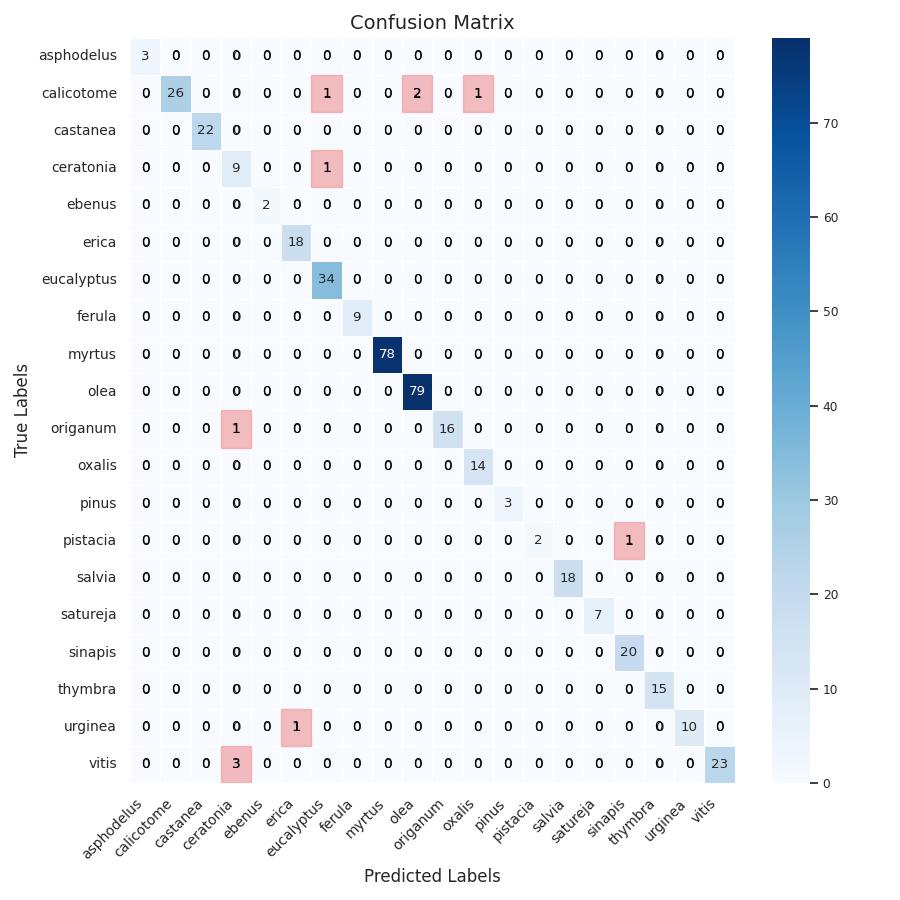 Confusion Matrix
asphodelus 3 0 0 0 0 0 0 0 0 0 0 0 0 0 0 0 0 0 0 0
calicotome 0 26 0 0 0 0 1 0 0 2 0 1 0 0 0 0 0 0 0 0
castanea 0 0 22 0 0 0 0 0 0 0 0 0 0 0 0 0 0 0 0 0
ceratonia 0 0 0 9 0 0 1 0 0 0 0 0 0 0 0 0 0 0 0 0
ebenus 0 0 0 0 2 0 0 0 0 0 0 0 0 0 0 0 0 0 0 0
erica 0 0 0 0 0 18 0 0 0 0 0 0 0 0 0 0 0 0 0 0
eucalyptus 0 0 0 0 0 0 34 0 0 0 0 0 0 0 0 0 0 0 0 0
ferula 0 0 0 0 0 0 0 9 0 0 0 0 0 0 0 0 0 0 0 0
myrtus 0 0 0 0 0 0 0 0 78 0 0 0 0 0 0 0 0 0 0 0
olea 0 0 0 0 0 0 0 0 0 79 0 0 0 0 0 0 0 0 0 0
origanum 0 0 0 1 0 0 0 0 0 0 16 0 0 0 0 0 0 0 0 0
oxalis 0 0 0 0 0 0 0 0 0 0 0 14 0 0 0 0 0 0 0 0
pinus 0 0 0 0 0 0 0 0 0 0 0 0 3 0 0 0 0 0 0 0
pistacia 0 0 0 0 0 0 0 0 0 0 0 0 0 2 0 0 1 0 0 0
salvia 0 0 0 0 0 0 0 0 0 0 0 0 0 0 18 0 0 0 0 0
satureja 0 0 0 0 0 0 0 0 0 0 0 0 0 0 0 7 0 0 0 0
sinapis 0 0 0 0 0 0 0 0 0 0 0 0 0 0 0 0 20 0 0 0
thymbra 0 0 0 0 0 0 0 0 0 0 0 0 0 0 0 0 0 15 0 0
urginea 0 0 0 0 0 1 0 0 0 0 0 0 0 0 0 0 0 0 10 0
vitis 0 0 0 3 0 0 0 0 0 0 0 0 0 0 0 0 0 0 0 23
True Labels
asphodelus calicotome castanea ceratonia ebenus erica eucalyptus ferula myrtus olea origanum oxalis pinus pistacia salvia satureja sinapis thymbra urginea vitis
Predicted Labels
70
60
50
40
30
20
10
0